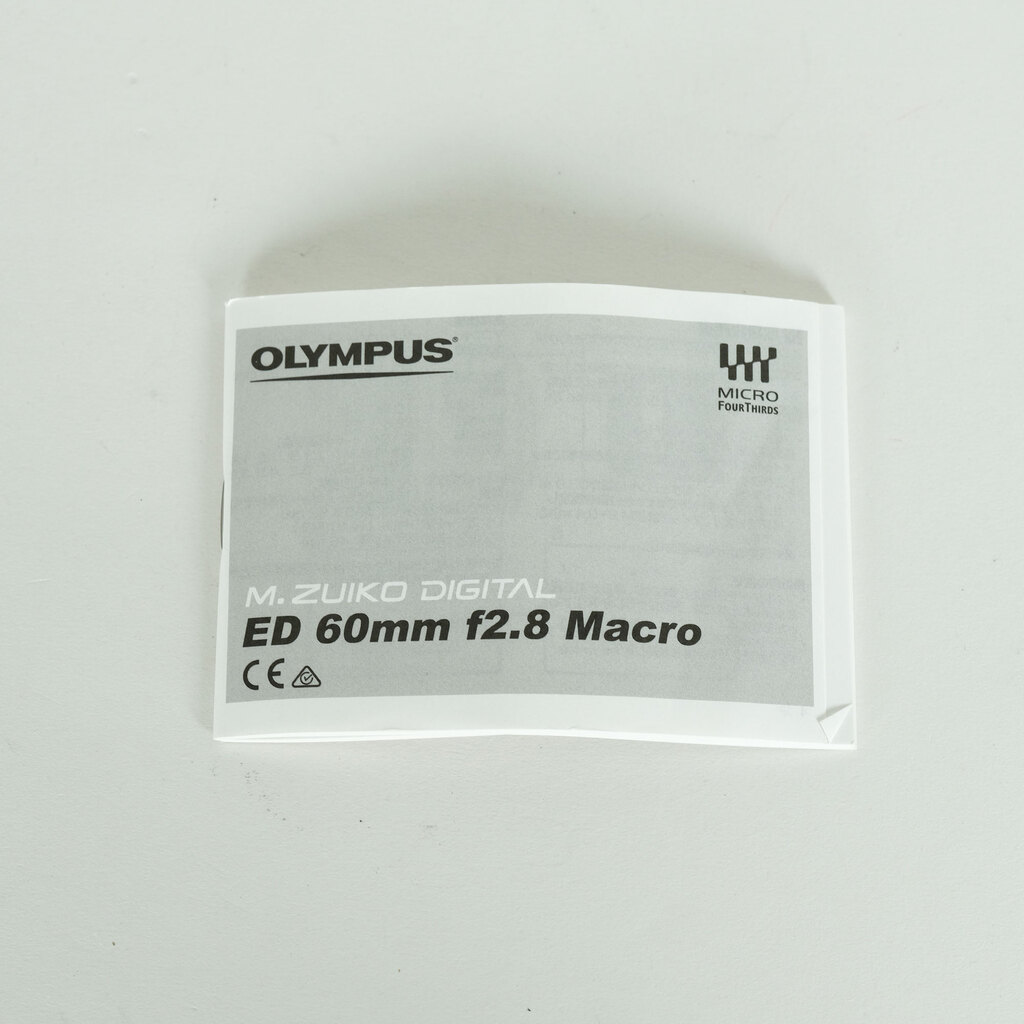 OLYMPUS®
MICRO
FOURTHIRDS
M. ZUIKO DIGITAL
ED 60mm f2.8 Macro
CE